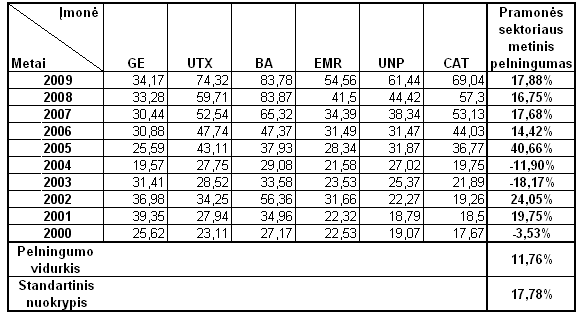 Įmonė
Metai GE UTX BA EMR UNP CAT Pramonės sektoriaus metinis pelningumas
2009 34,17 74,32 83,78 54,56 61,44 69,04 17,88%
2008 33,28 59,71 83,87 41,5 44,42 57,3 16,75%
2007 30,44 52,54 65,32 34,39 38,34 53,13 17,68%
2006 30,88 47,74 47,37 31,49 31,47 44,03 14,42%
2005 25,59 43,11 37,93 28,34 31,87 36,77 40,66%
2004 19,57 27,75 29,08 21,58 27,02 19,75 -11,90%
2003 31,41 28,52 33,58 23,53 25,37 21,89 -18,17%
2002 36,98 34,25 56,36 31,66 22,27 19,26 24,05%
2001 39,35 27,94 34,96 22,32 18,79 18,5 19,75%
2000 25,62 23,11 27,17 22,53 19,07 17,67 -3,53%
Pelningumo vidurkis 11,76%
Standartinis nuokrypis 17,78%